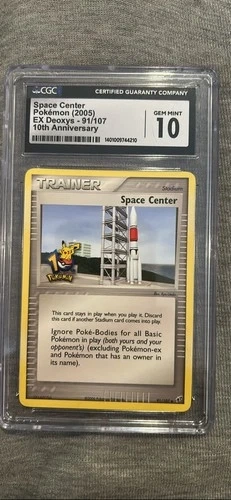 CGC
CERTIFIED GUARANTY COMPANY
Space Center
Pokémon (2005)
EX Deoxys - 91/107
10th Anniversary
GEM MINT
10
1401009744210
TRAINER
Stadium
Space Center
POKÉMON
This card stays in play when you play it. Discard
this card if another Stadium card comes into play.
Ignore Poké-Bodies for all Basic
Pokémon in play (both yours and your
opponent's) (excluding Pokémon-ex
and Pokémon that has an owner in
its name).